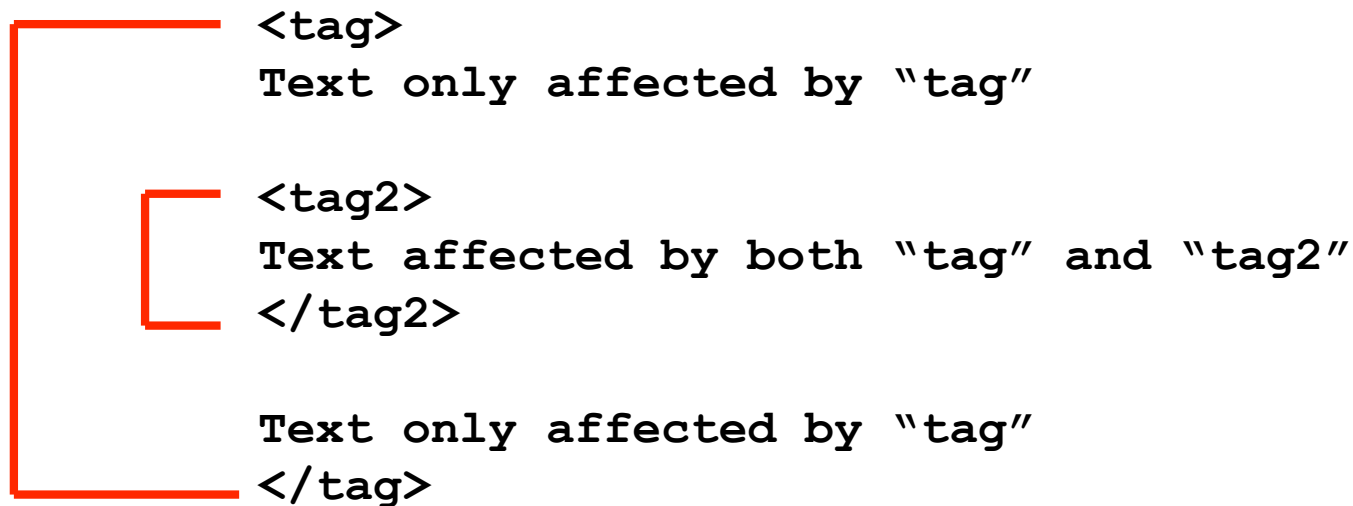 <tag>
Text only affected by “tag”
<tag2>
Text affected by both “tag” and “tag2”
</tag2>
Text only affected by “tag”
</tag>